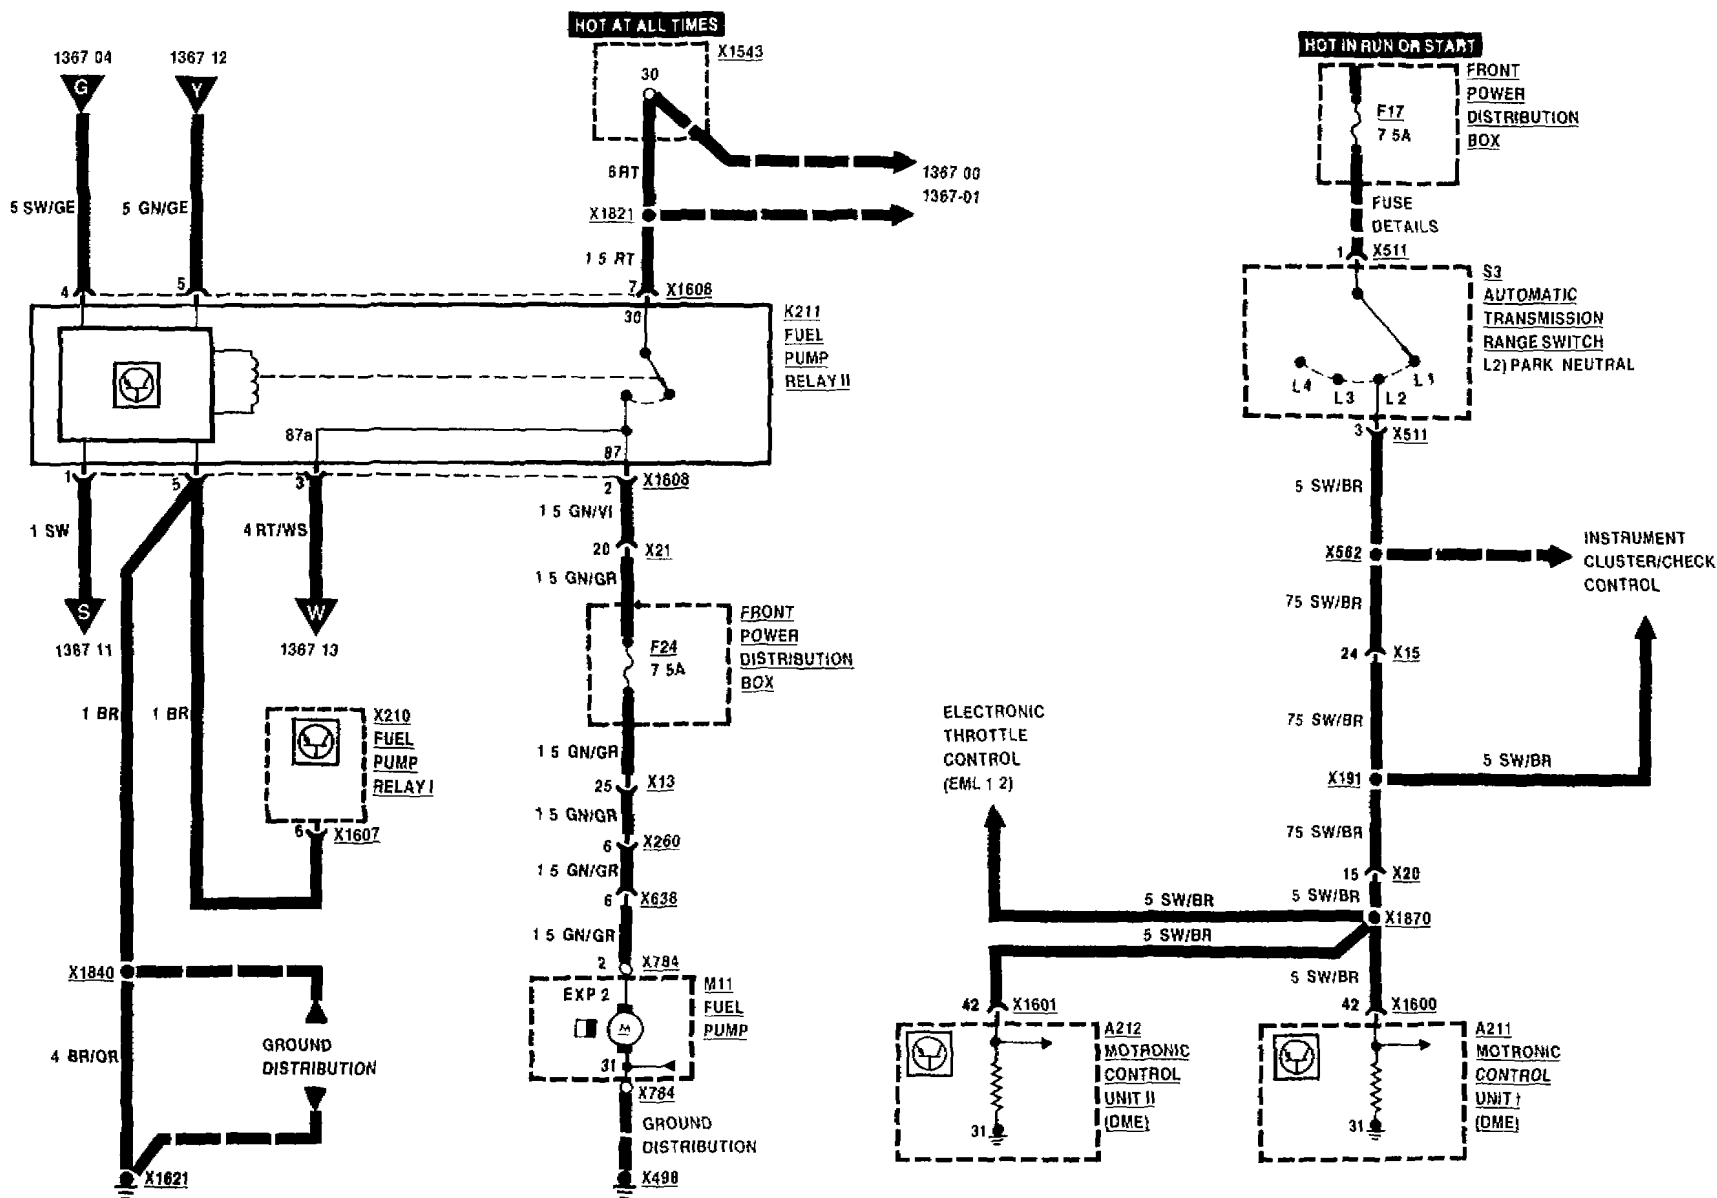 HOT AT ALL TIMES
X1543
30
HOT IN RUN OR START
FRONT
POWER
DISTRIBUTION
BOX
F17
7 5A
1367 04
G
1367 12
Y
6RT
1367 00
1367-01
X1821
1 5 RT
5 SW/GE
5 GN/GE
FUSE
DETAILS
1
X511
4
5
7
X1608
30
K211
FUEL
PUMP
RELAY II
S3
AUTOMATIC
TRANSMISSION
RANGE SWITCH
L2) PARK NEUTRAL
L4
L3
L2
L1
3
X511
87a
87
1
5
3
2
X1608
1 SW
4 RT/WS
1 5 GN/VI
20
X21
1 5 GN/GR
S
1367 11
W
1367 13
FRONT
POWER
DISTRIBUTION
BOX
F24
7 5A
5 SW/BR
X562
INSTRUMENT
CLUSTER/CHECK
CONTROL
75 SW/BR
24
X15
75 SW/BR
X191
5 SW/BR
75 SW/BR
15
X20
5 SW/BR
X1870
1 BR
1 BR
X210
FUEL
PUMP
RELAY I
6
X1607
1 5 GN/GR
25
X13
1 5 GN/GR
6
X260
1 5 GN/GR
6
X638
1 5 GN/GR
2
X784
ELECTRONIC
THROTTLE
CONTROL
(EML 1 2)
5 SW/BR
5 SW/BR
5 SW/BR
X1840
4 BR/OR
GROUND
DISTRIBUTION
X1621
EXP 2
M
31
M11
FUEL
PUMP
X784
GROUND
DISTRIBUTION
X498
42
X1601
A212
MOTRONIC
CONTROL
UNIT II
(DME)
31
42
X1600
A211
MOTRONIC
CONTROL
UNIT I
(DME)
31